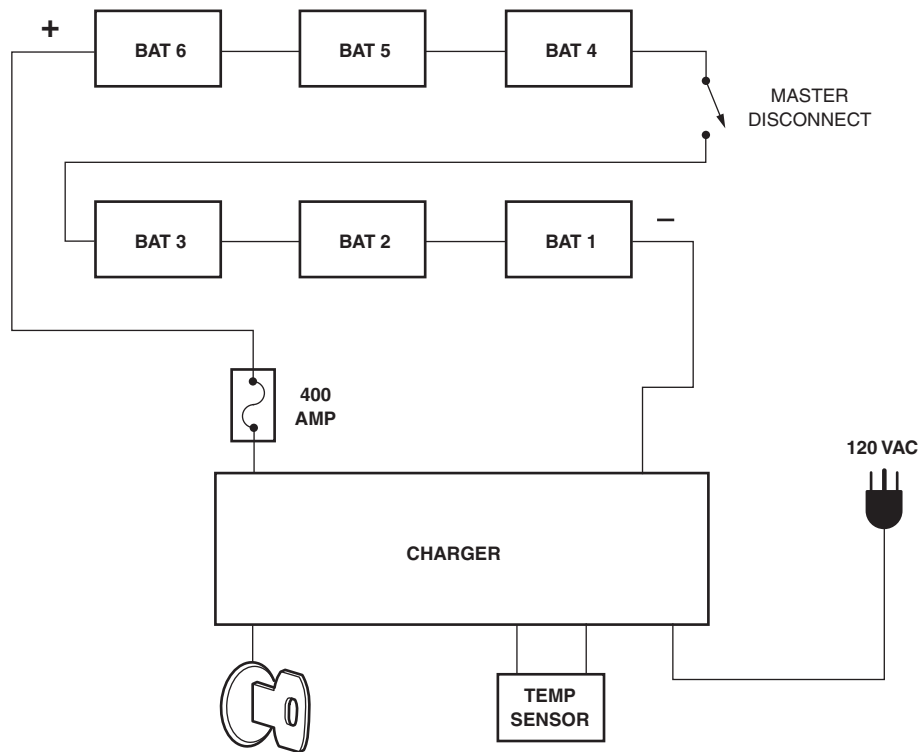 +
BAT 6
BAT 5
BAT 4
MASTER
DISCONNECT
BAT 3
BAT 2
BAT 1
–
400
AMP
120 VAC
CHARGER
TEMP
SENSOR